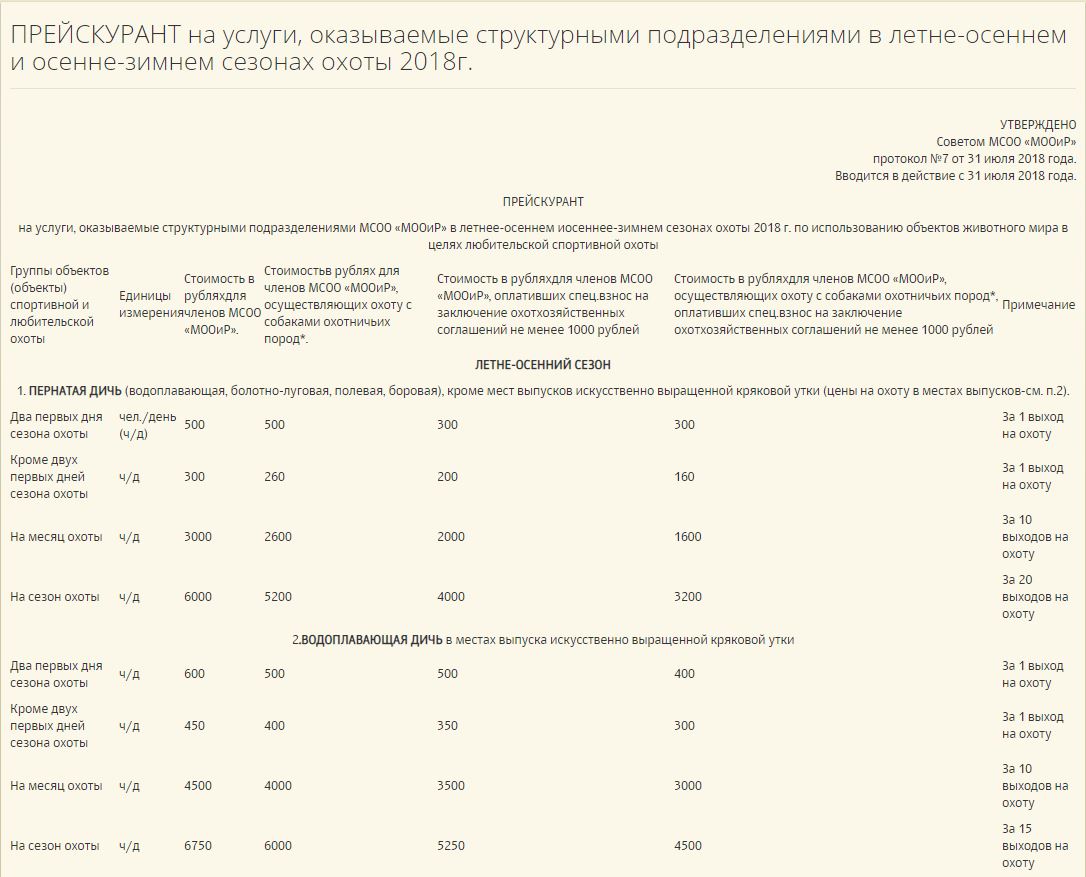 ПРЕЙСКУРАНТ на услуги, оказываемые структурными подразделениями в летне-осеннем
и осенне-зимнем сезонах охоты 2018г.
УТВЕРЖДЕНО
Советом МСОО «МООиР»
протокол №7 от 31 июля 2018 года.
Вводится в действие с 31 июля 2018 года.
ПРЕЙСКУРАНТ
на услуги, оказываемые структурными подразделениями МСОО «МООиР» в летнее-осеннем иосеннее-зимнем сезонах охоты 2018 г. по использованию объектов животного мира в
целях любительской спортивной охоты
Группы объектов
(объекты)
спортивной и
любительской
охоты
Единицы
измерения
Стоимость в
рубляхдля
членов МСОО
«МООиР».
Стоимостьв рублях для
членов МСОО «МООиР»,
осуществляющих охоту с
собаками охотничьих
пород*.
Стоимость в рубляхдля членов МСОО
«МООиР», оплативших спец.взнос на
заключение охотхозяйственных
соглашений не менее 1000 рублей
Стоимость в рубляхдля членов МСОО «МООиР»,
осуществляющих охоту с собаками охотничьих пород*,
оплативших спец.взнос на заключение
охотхозяйственных соглашений не менее 1000 рублей
Примечание
ЛЕТНЕ-ОСЕННИЙ СЕЗОН
1. ПЕРНАТАЯ ДИЧЬ (водоплавающая, болотно-луговая, полевая, боровая), кроме мест выпусков искусственно выращенной кряковой утки (цены на охоту в местах выпусков-см. п.2).
Два первых дня
сезона охоты
чел./день
(ч/д)
500
500
300
300
За 1 выход
на охоту
Кроме двух
первых дней
сезона охоты
ч/д
300
260
200
160
За 1 выход
на охоту
На месяц охоты
ч/д
3000
2600
2000
1600
За 10
выходов на
охоту
На сезон охоты
ч/д
6000
5200
4000
3200
За 20
выходов на
охоту
2.ВОДОПЛАВАЮЩАЯ ДИЧЬ в местах выпуска искусственно выращенной кряковой утки
Два первых дня
сезона охоты
ч/д
600
500
500
400
За 1 выход
на охоту
Кроме двух
первых дней
сезона охоты
ч/д
450
400
350
300
За 1 выход
на охоту
На месяц охоты
ч/д
4500
4000
3500
3000
За 10
выходов на
охоту
На сезон охоты
ч/д
6750
6000
5250
4500
За 15
выходов на
охоту